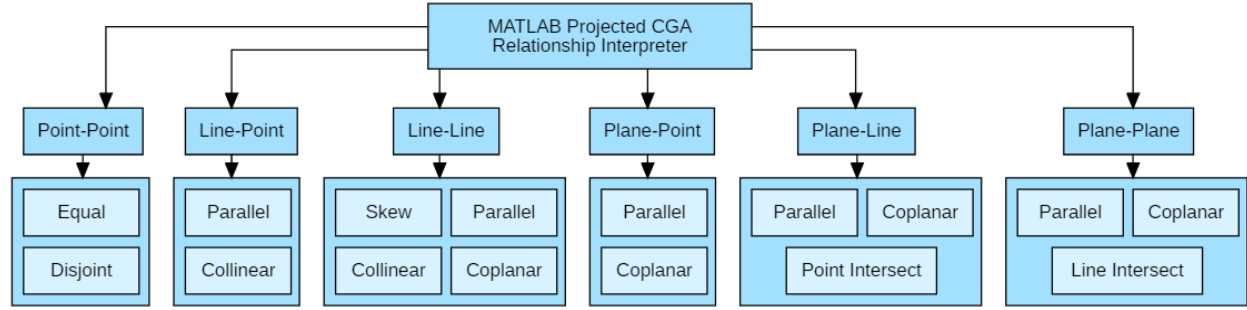 MATLAB Projected CGA
Relationship Interpreter
Point-Point
Line-Point
Line-Line
Plane-Point
Plane-Line
Plane-Plane
Equal
Disjoint
Parallel
Collinear
Skew
Parallel
Collinear
Coplanar
Parallel
Coplanar
Parallel
Coplanar
Point Intersect
Parallel
Coplanar
Line Intersect